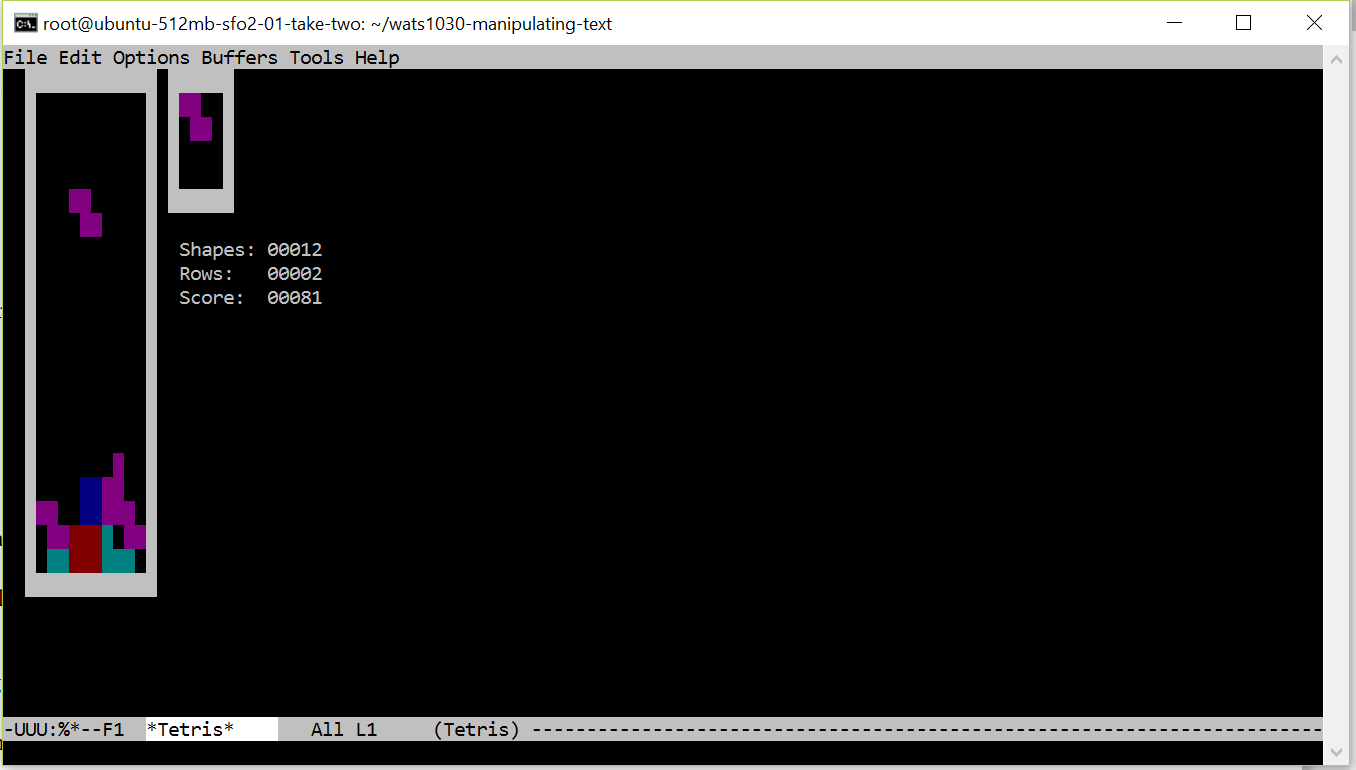 root@ubuntu-512mb-sfo2-01-take-two: ~/wats1030-manipulating-text
File Edit Options Buffers Tools Help
Shapes: 00012
Rows:   00002
Score:  00081
-UUU:%*--F1  *Tetris*       All L1     (Tetris) ------------------------------------------------------------------------